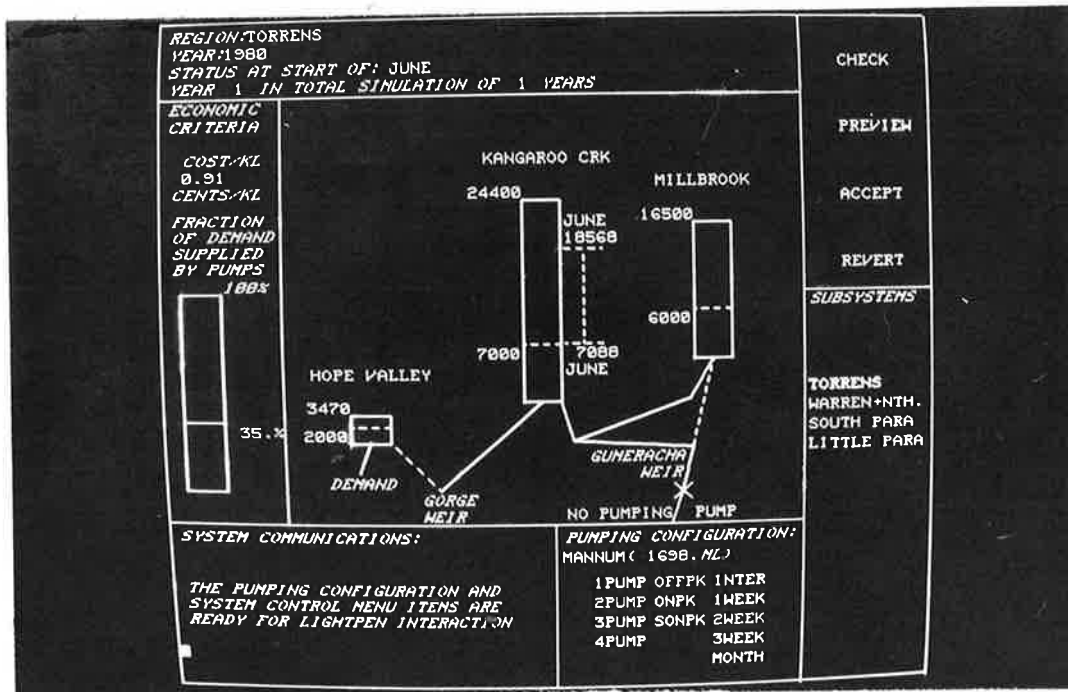 REGION:TORRENS
YEAR:1980
STATUS AT START OF: JUNE
YEAR 1 IN TOTAL SIMULATION OF 1 YEARS
ECONOMIC
CRITERIA
COST/KL
0.91
CENTS/KL
FRACTION
OF DEMAND
SUPPLIED
BY PUMPS
100%
35.%
KANGAROO CRK
24400
JUNE
18568
7000
7088
JUNE
MILLBROOK
16500
6000
HOPE VALLEY
3470
2000
DEMAND
GORGE
WEIR
GUMERACHA
WEIR
NO PUMPING
PUMP
CHECK
PREVIEW
ACCEPT
REVERT
SUBSYSTEMS
TORRENS
WARREN+NTH.
SOUTH PARA
LITTLE PARA
SYSTEM COMMUNICATIONS:
THE PUMPING CONFIGURATION AND
SYSTEM CONTROL MENU ITEMS ARE
READY FOR LIGHTPEN INTERACTION
PUMPING CONFIGURATION:
MANNUM( 1698.ML)
1PUMP OFFPK INTER
2PUMP ONPK 1WEEK
3PUMP SONPK 2WEEK
4PUMP 3WEEK
MONTH